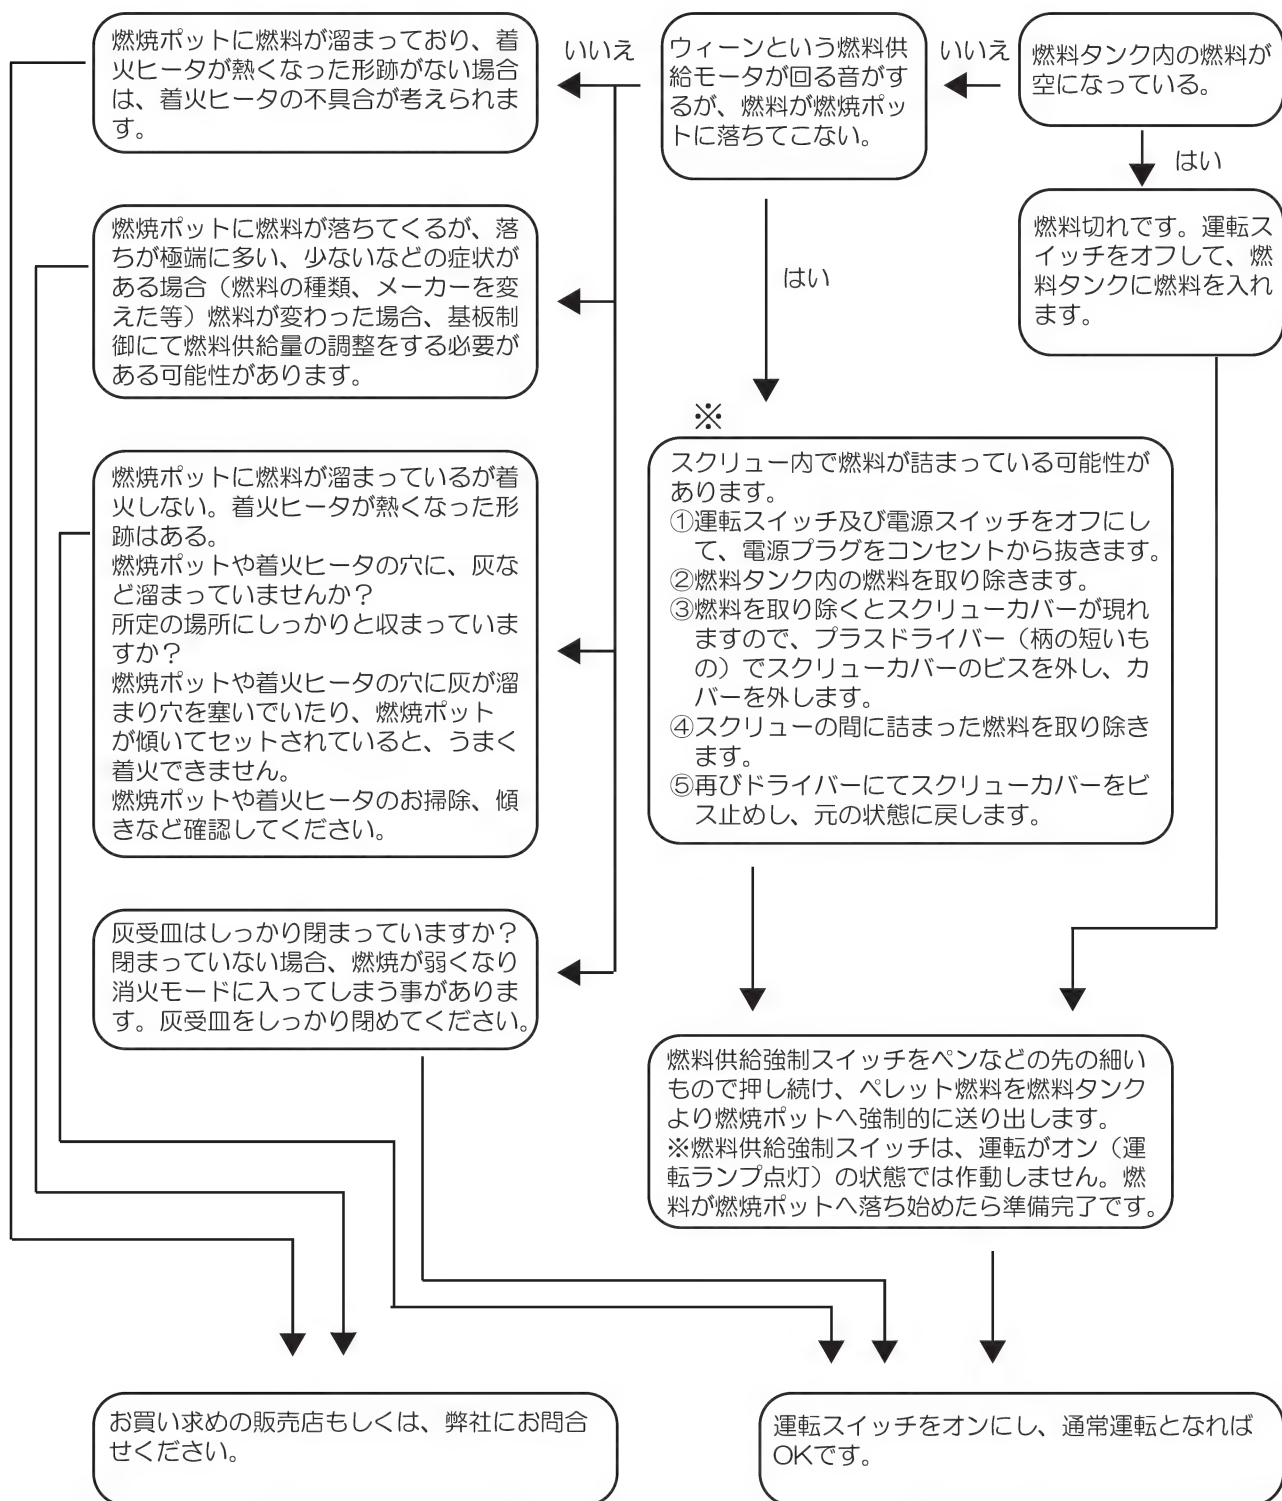 燃料タンク内の燃料が
空になっている。
いいえ
はい
ウィーンという燃料供
給モータが回る音がす
るが、燃料が燃焼ポッ
トに落ちてこない。
いいえ
はい
燃料切れです。運転ス
イッチをオフして、燃
料タンクに燃料を入れ
ます。
燃焼ポットに燃料が溜まっており、着
火ヒータが熱くなった形跡がない場合
は、着火ヒータの不具合が考えられま
す。
燃焼ポットに燃料が落ちてくるが、落
ちが極端に多い、少ないなどの症状が
ある場合（燃料の種類、メーカーを変
えた等）燃料が変わった場合、基板制
御にて燃料供給量の調整をする必要が
ある可能性があります。
燃焼ポットに燃料が溜まっているが着
火しない。着火ヒータが熱くなった形
跡はある。
燃焼ポットや着火ヒータの穴に、灰な
ど溜まっていませんか？
所定の場所にしっかりと収まっていま
すか？
燃焼ポットや着火ヒータの穴に灰が溜
まり穴を塞いでいたり、燃焼ポット
が傾いてセットされていると、うまく
着火できません。
燃焼ポットや着火ヒータのお掃除、傾
きなど確認してください。
灰受皿はしっかり閉まっていますか？
閉まっていない場合、燃焼が弱くなり
消火モードに入ってしまう事がありま
す。灰受皿をしっかり閉めてください。
※
スクリュー内で燃料が詰まっている可能性が
あります。
①運転スイッチ及び電源スイッチをオフにし
て、電源プラグをコンセントから抜きます。
②燃料タンク内の燃料を取り除きます。
③燃料を取り除くとスクリューカバーが現れ
ますので、プラスドライバー（柄の短いも
の）でスクリューカバーのビスを外し、カ
バーを外します。
④スクリューの間に詰まった燃料を取り除き
ます。
⑤再びドライバーにてスクリューカバーをビ
ス止めし、元の状態に戻します。
燃料供給強制スイッチをペンなどの先の細い
もので押し続け、ペレット燃料を燃料タンク
より燃焼ポットへ強制的に送り出します。
※燃料供給強制スイッチは、運転がオン（運
転ランプ点灯）の状態では作動しません。燃
料が燃焼ポットへ落ち始めたら準備完了です。
お買い求めの販売店もしくは、弊社にお問合
せください。
運転スイッチをオンにし、通常運転となれば
OKです。